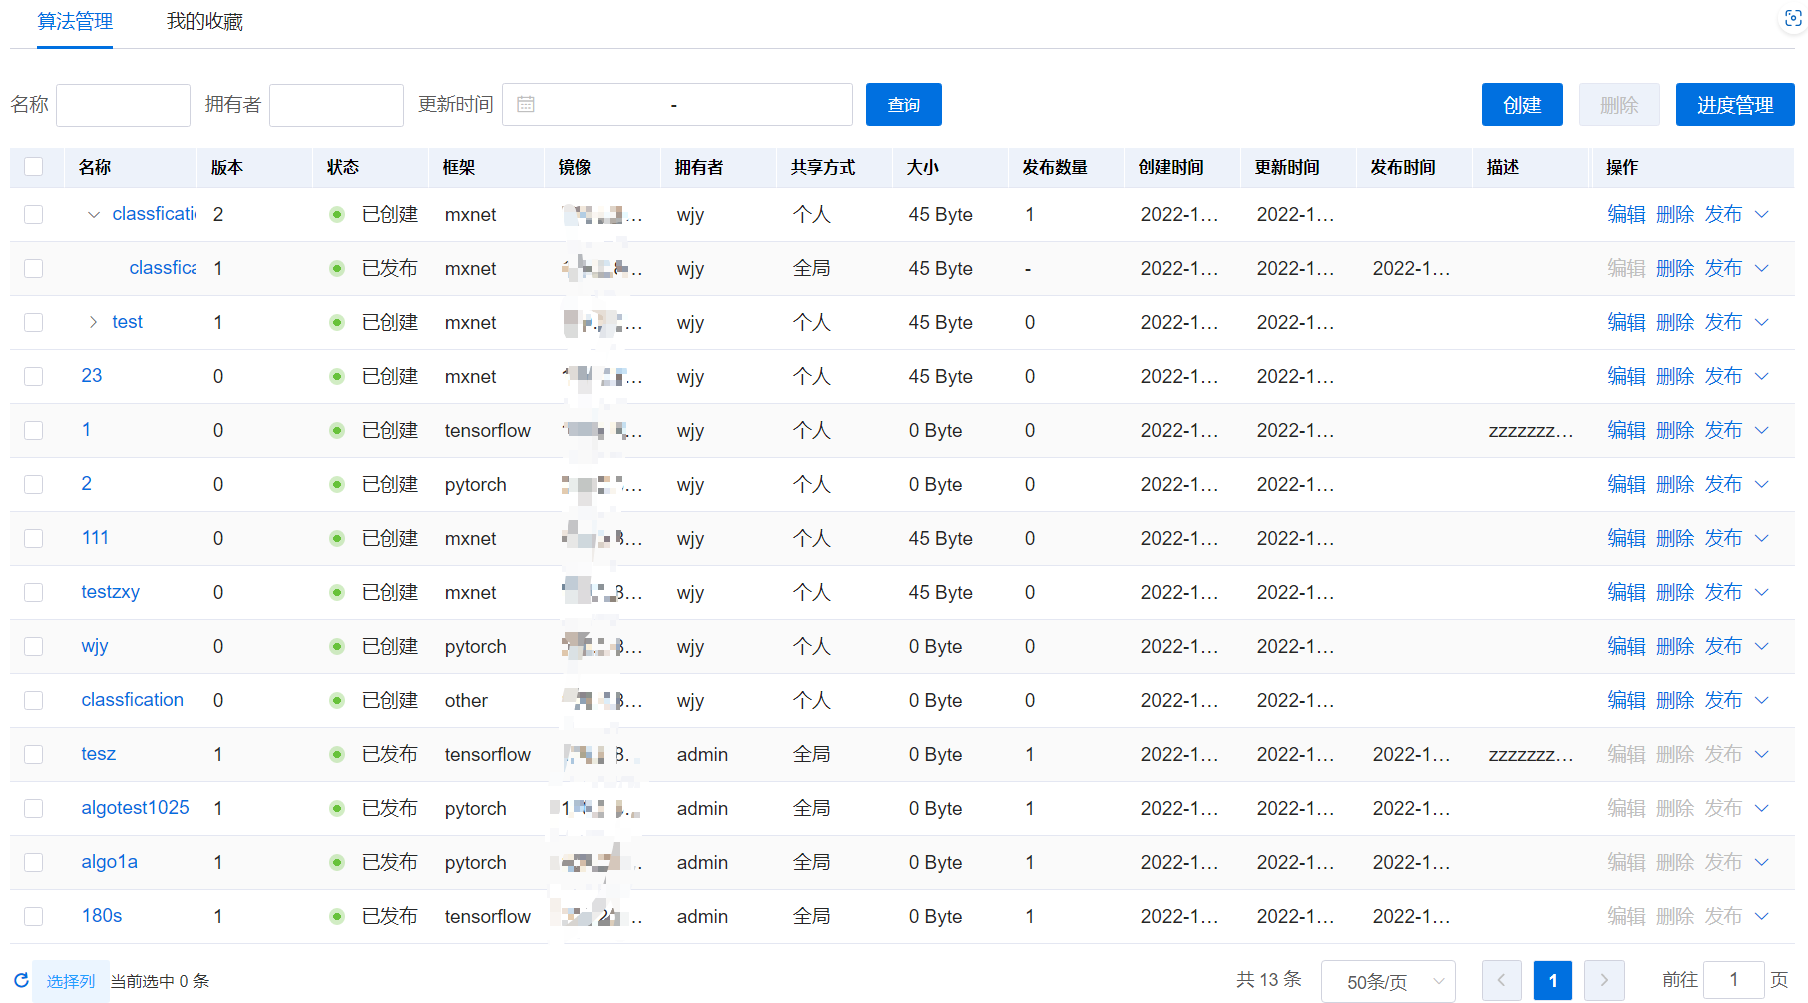 算法管理 我的收藏
名称 拥有者 更新时间 - 查询 创建 删除 进度管理
名称 版本 状态 框架 镜像 拥有者 共享方式 大小 发布数量 创建时间 更新时间 发布时间 描述 操作
classficati 2 已创建 mxnet ... wjy 个人 45 Byte 1 2022-1... 2022-1... 编辑 删除 发布
classfica 1 已发布 mxnet ... wjy 全局 45 Byte - 2022-1... 2022-1... 2022-1... 编辑 删除 发布
test 1 已创建 mxnet ... wjy 个人 45 Byte 0 2022-1... 2022-1... 编辑 删除 发布
23 0 已创建 mxnet ... wjy 个人 45 Byte 0 2022-1... 2022-1... 编辑 删除 发布
1 0 已创建 tensorflow ... wjy 个人 0 Byte 0 2022-1... 2022-1... zzzzzzz... 编辑 删除 发布
2 0 已创建 pytorch ... wjy 个人 0 Byte 0 2022-1... 2022-1... 编辑 删除 发布
111 0 已创建 mxnet ... wjy 个人 45 Byte 0 2022-1... 2022-1... 编辑 删除 发布
testzxy 0 已创建 mxnet ... wjy 个人 45 Byte 0 2022-1... 2022-1... 编辑 删除 发布
wjy 0 已创建 pytorch ... wjy 个人 0 Byte 0 2022-1... 2022-1... 编辑 删除 发布
classfication 0 已创建 other ... wjy 个人 0 Byte 0 2022-1... 2022-1... 编辑 删除 发布
tesz 1 已发布 tensorflow admin 全局 0 Byte 1 2022-1... 2022-1... 2022-1... zzzzzzz... 编辑 删除 发布
algotest1025 1 已发布 pytorch admin 全局 0 Byte 1 2022-1... 2022-1... 2022-1... 编辑 删除 发布
algo1a 1 已发布 pytorch admin 全局 0 Byte 1 2022-1... 2022-1... 2022-1... 编辑 删除 发布
180s 1 已发布 tensorflow admin 全局 0 Byte 1 2022-1... 2022-1... 2022-1... 编辑 删除 发布
选择列 当前选中 0 条 共 13 条 50条/页 1 前往 1 页